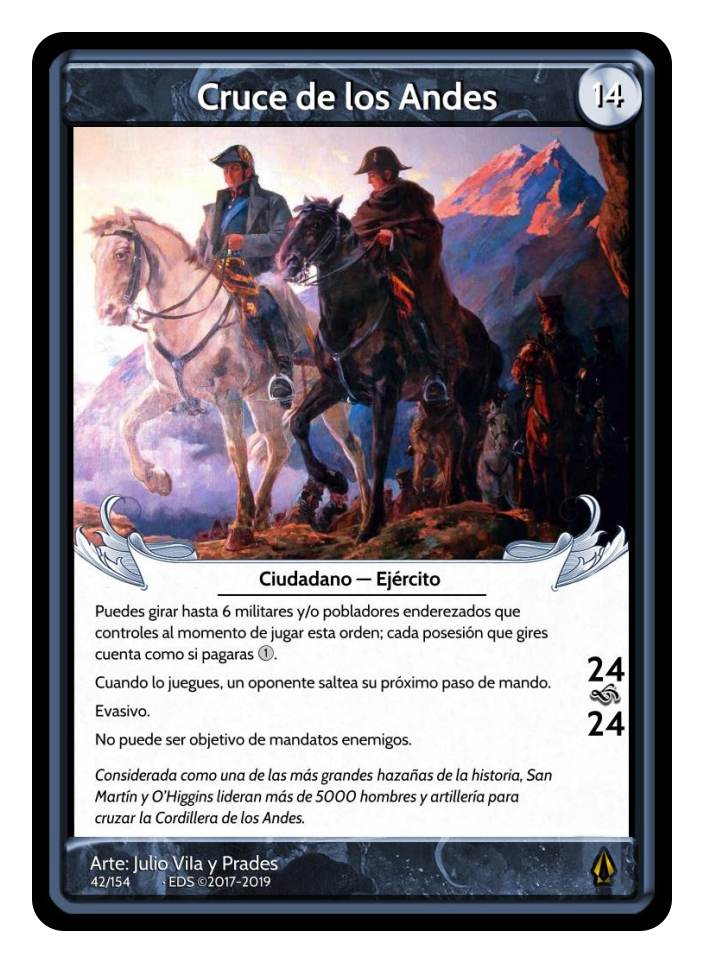 Cruce de los Andes
14
Ciudadano — Ejército
Puedes girar hasta 6 militares y/o pobladores enderezados que
controles al momento de jugar esta orden; cada posesión que gires
cuenta como si pagaras 1.
Cuando lo juegues, un oponente saltea su próximo paso de mando.
Evasivo.
No puede ser objetivo de mandatos enemigos.
24
24
Considerada como una de las más grandes hazañas de la historia, San
Martín y O'Higgins lideran más de 5000 hombres y artillería para
cruzar la Cordillera de los Andes.
Arte: Julio Vila y Prades
42/154 · EDS ©2017-2019